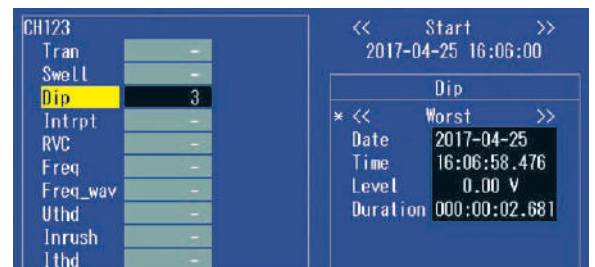 CH123
Tran -
Swell -
Dip 3
Intrpt -
RVC -
Freq -
Freq_wav -
Uthd -
Inrush -
Ithd -
<< Start >>
2017-04-25 16:06:00
Dip
* << Worst >>
Date 2017-04-25
Time 16:06:58.476
Level 0.00 V
Duration 000:00:02.681